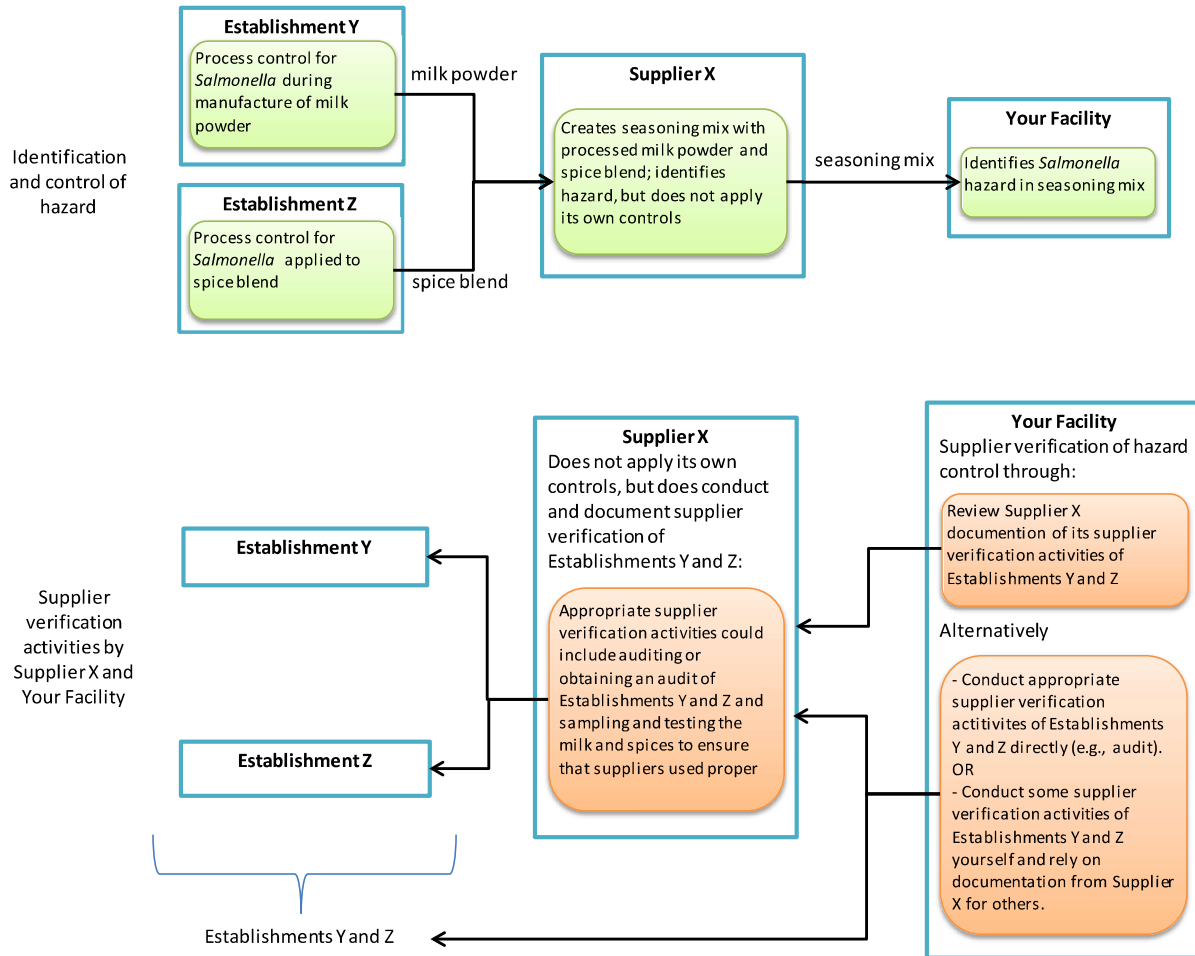 Establishment Y
Process control for
Salmonella during
manufacture of milk
powder
milk powder
Identification
and control of
hazard
Establishment Z
Process control for
Salmonella applied to
spice blend
spice blend
Supplier X
Creates seasoning mix with
processed milk powder and
spice blend; identifies
hazard, but does not apply
its own controls
seasoning mix
Your Facility
Identifies Salmonella
hazard in seasoning mix
Supplier
verification
activities by
Supplier X and
Your Facility
Establishment Y
Establishment Z
Establishments Y and Z
Supplier X
Does not apply its own
controls, but does conduct
and document supplier
verification of
Establishments Y and Z:
Appropriate supplier
verification activities could
include auditing or
obtaining an audit of
Establishments Y and Z and
sampling and testing the
milk and spices to ensure
that suppliers used proper
Your Facility
Supplier verification of hazard
control through:
Review Supplier X
documention of its supplier
verification activities of
Establishments Y and Z
Alternatively
- Conduct appropriate
supplier verification
actitivites of Establishments
Y and Z directly (e.g., audit).
OR
- Conduct some supplier
verification activities of
Establishments Y and Z
yourself and rely on
documentation from Supplier
X for others.